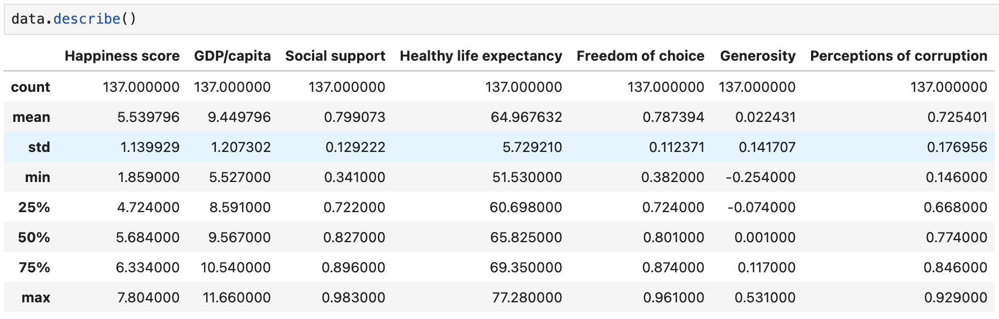 data.describe()
Happiness score GDP/capita Social support Healthy life expectancy Freedom of choice Generosity Perceptions of corruption
count 137.000000 137.000000 137.000000 137.000000 137.000000 137.000000 137.000000
mean 5.539796 9.449796 0.799073 64.967632 0.787394 0.022431 0.725401
std 1.139929 1.207302 0.129222 5.729210 0.112371 0.141707 0.176956
min 1.859000 5.527000 0.341000 51.530000 0.382000 -0.254000 0.146000
25% 4.724000 8.591000 0.722000 60.698000 0.724000 -0.074000 0.668000
50% 5.684000 9.567000 0.827000 65.825000 0.801000 0.001000 0.774000
75% 6.334000 10.540000 0.896000 69.350000 0.874000 0.117000 0.846000
max 7.804000 11.660000 0.983000 77.280000 0.961000 0.531000 0.929000